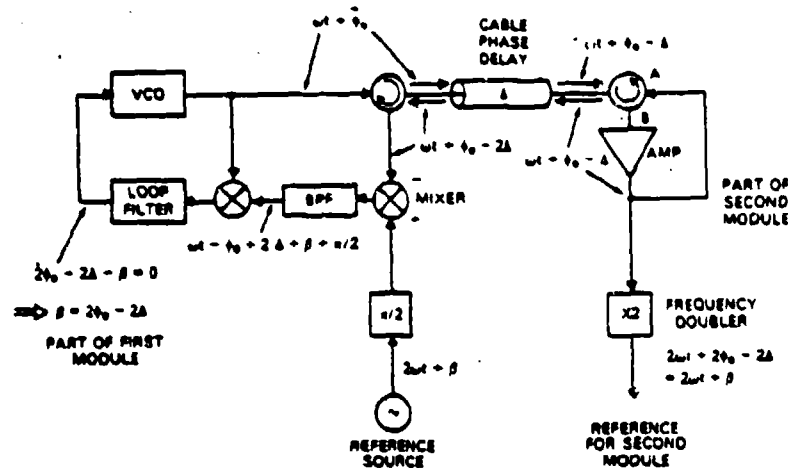 ωt + φ₀
CABLE
PHASE
DELAY
ωt + φ₀ − Δ
VCO
Δ
A
B
AMP
ωt + φ₀ − 2Δ
ωt + φ₀ − Δ
LOOP
FILTER
BPF
−
+
MIXER
PART OF
SECOND
MODULE
ωt − φ₀ + 2Δ + β + π/2
2φ₀ − 2Δ − β = 0
⇒ β = 2φ₀ − 2Δ
PART OF FIRST
MODULE
π/2
X2
FREQUENCY
DOUBLER
2ωt + β
2ωt + 2φ₀ − 2Δ
= 2ωt + β
~
REFERENCE
SOURCE
REFERENCE
FOR SECOND
MODULE